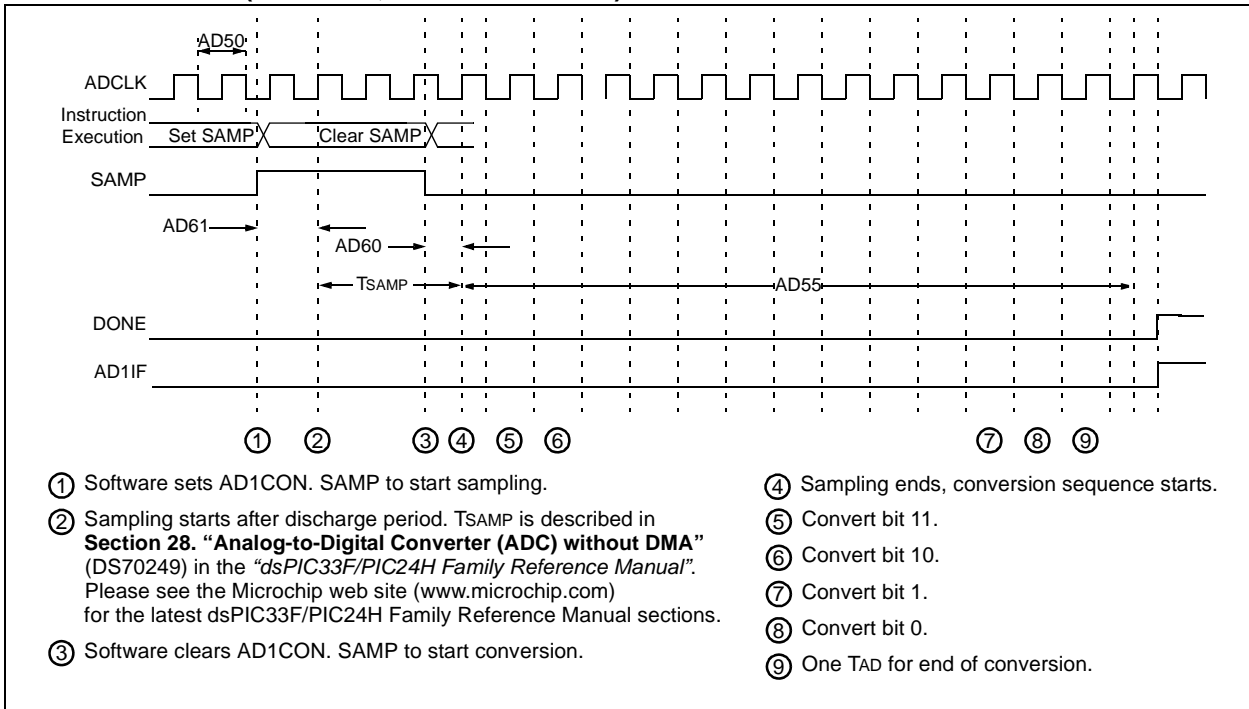 AD50
ADCLK
Instruction
Execution
Set SAMP
Clear SAMP
SAMP
AD61
AD60
TSAMP
AD55
DONE
AD1IF
1 2 3 4 5 6 7 8 9
1 Software sets AD1CON. SAMP to start sampling.
2 Sampling starts after discharge period. TSAMP is described in
Section 28. “Analog-to-Digital Converter (ADC) without DMA”
(DS70249) in the “dsPIC33F/PIC24H Family Reference Manual”.
Please see the Microchip web site (www.microchip.com)
for the latest dsPIC33F/PIC24H Family Reference Manual sections.
3 Software clears AD1CON. SAMP to start conversion.
4 Sampling ends, conversion sequence starts.
5 Convert bit 11.
6 Convert bit 10.
7 Convert bit 1.
8 Convert bit 0.
9 One TAD for end of conversion.